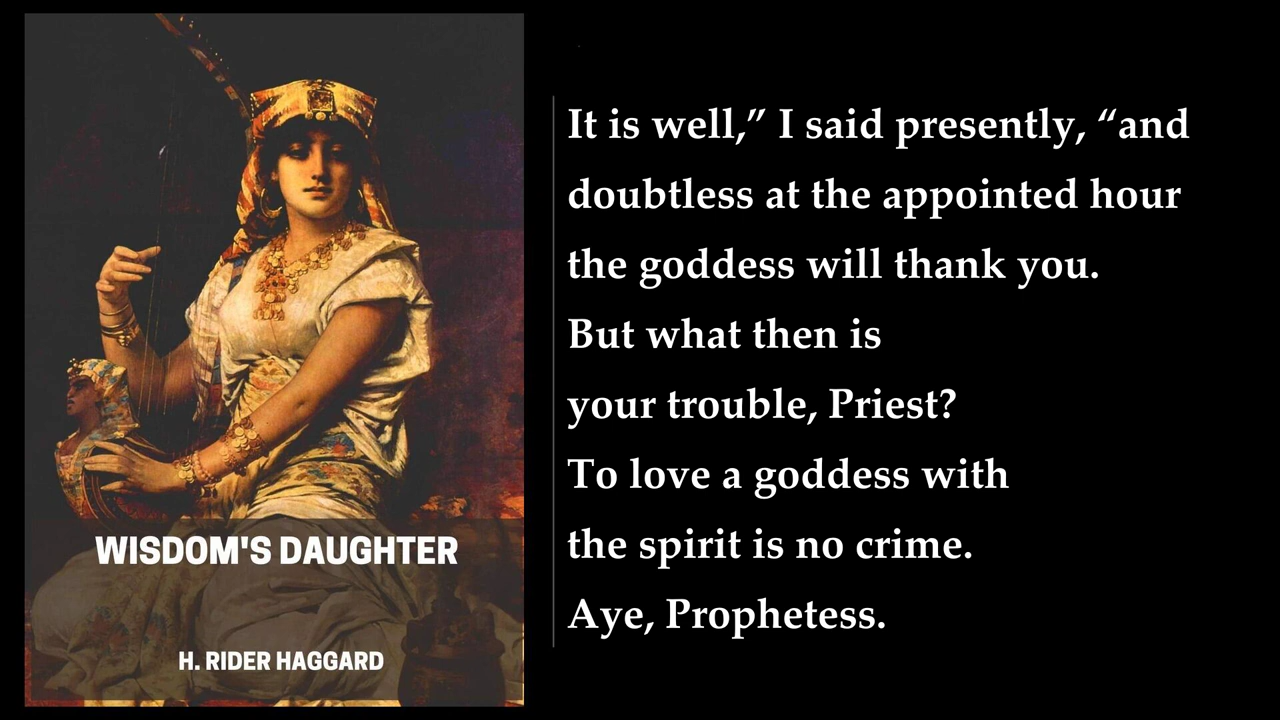 WISDOM'S DAUGHTER
H. RIDER HAGGARD
It is well,” I said presently, “and
doubtless at the appointed hour
the goddess will thank you.
But what then is
your trouble, Priest?
To love a goddess with
the spirit is no crime.
Aye, Prophetess.